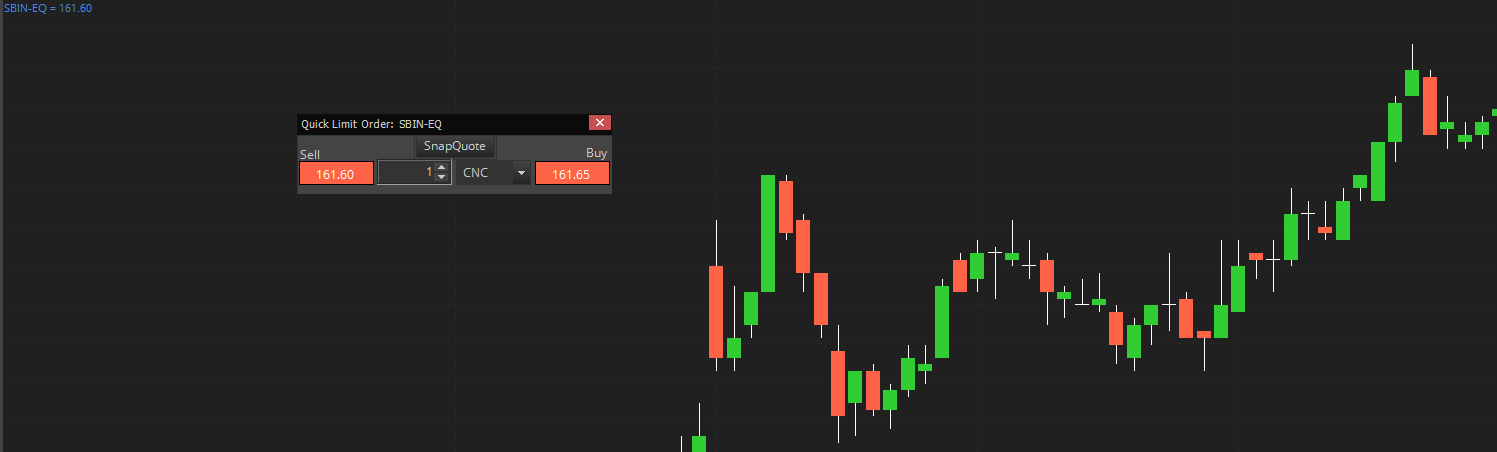 SBIN-EQ = 161.60
Quick Limit Order: SBIN-EQ
SnapQuote
Sell
Buy
161.60
1
CNC
161.65